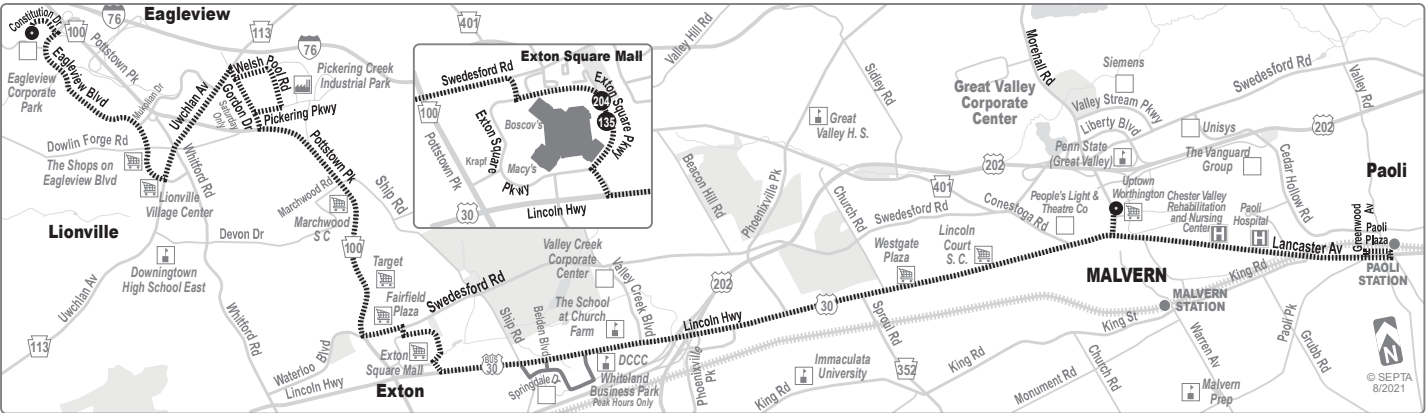 Eagleview
Constitution Dr
76
100
Pottstown Pk
113
76
401
Valley Hill Rd
Eagleview
Corporate
Park
Eagleview Blvd
Mukollan Dr
Uwchlan Av
Welsh Pool Rd
Gordon Dr
Saturday
Only
Pickering Pkwy
Pickering Creek
Industrial Park
Dowlin Forge Rd
The Shops on
Eagleview Blvd
Lionville
Village Center
Whitford Rd
Lionville
Devon Dr
Downingtown
High School East
Uwchlan Av
113
Whitford Rd
Pottstown Pk
Marchwood Rd
Marchwood
S C
100
Ship Rd
Target
Fairfield
Plaza
Swedesford Rd
Exton
Square Mall
Waterloo Blvd
Lincoln Hwy
Exton
Exton Square Mall
Swedesford Rd
100
Pottstown Pk
Exton Square
Pkwy
Boscov's
Krapf
Macy's
Exton Square Pkwy
204
135
30
Lincoln Hwy
Valley Creek
Corporate
Center
Valley Creek Blvd
The School
at Church
Farm
Ship Rd
Belden Blvd
BUS
30
Springdale D.
DCCC
Whiteland
Business Park
Peak Hours Only
Beacon Hill Rd
Phoenixville Pk
202
Lincoln Hwy
Phoenixville
Pk
King Rd
Immaculata
University
Great
Valley H. S.
Sidley Rd
Church Rd
401
Swedesford Rd
202
Conestoga Rd
Westgate
Plaza
Lincoln
Court
S. C.
30
Sproul Rd
352
King Rd
Great Valley
Corporate
Center
Morehall Rd
Siemens
Valley Stream Pkwy
Liberty Blvd
Penn State
(Great Valley)
Unisys
The Vanguard
Group
Swedesford Rd
202
Valley Rd
Cedar Hollow Rd
People's Light &
Theatre Co
Uptown
Worthington
Chester Valley
Rehabilitation
and Nursing
Center
H
Paoli
Hospital
H
Lancaster Av
Greenwood
Av
Paoli
Paoli
Plaza
PAOLI
STATION
MALVERN
MALVERN
STATION
King Rd
King St
Monument Rd
Church Rd
Warren Av
Malvern
Prep
Paoli Pk
Grubb Rd
N
© SEPTA
8/2021